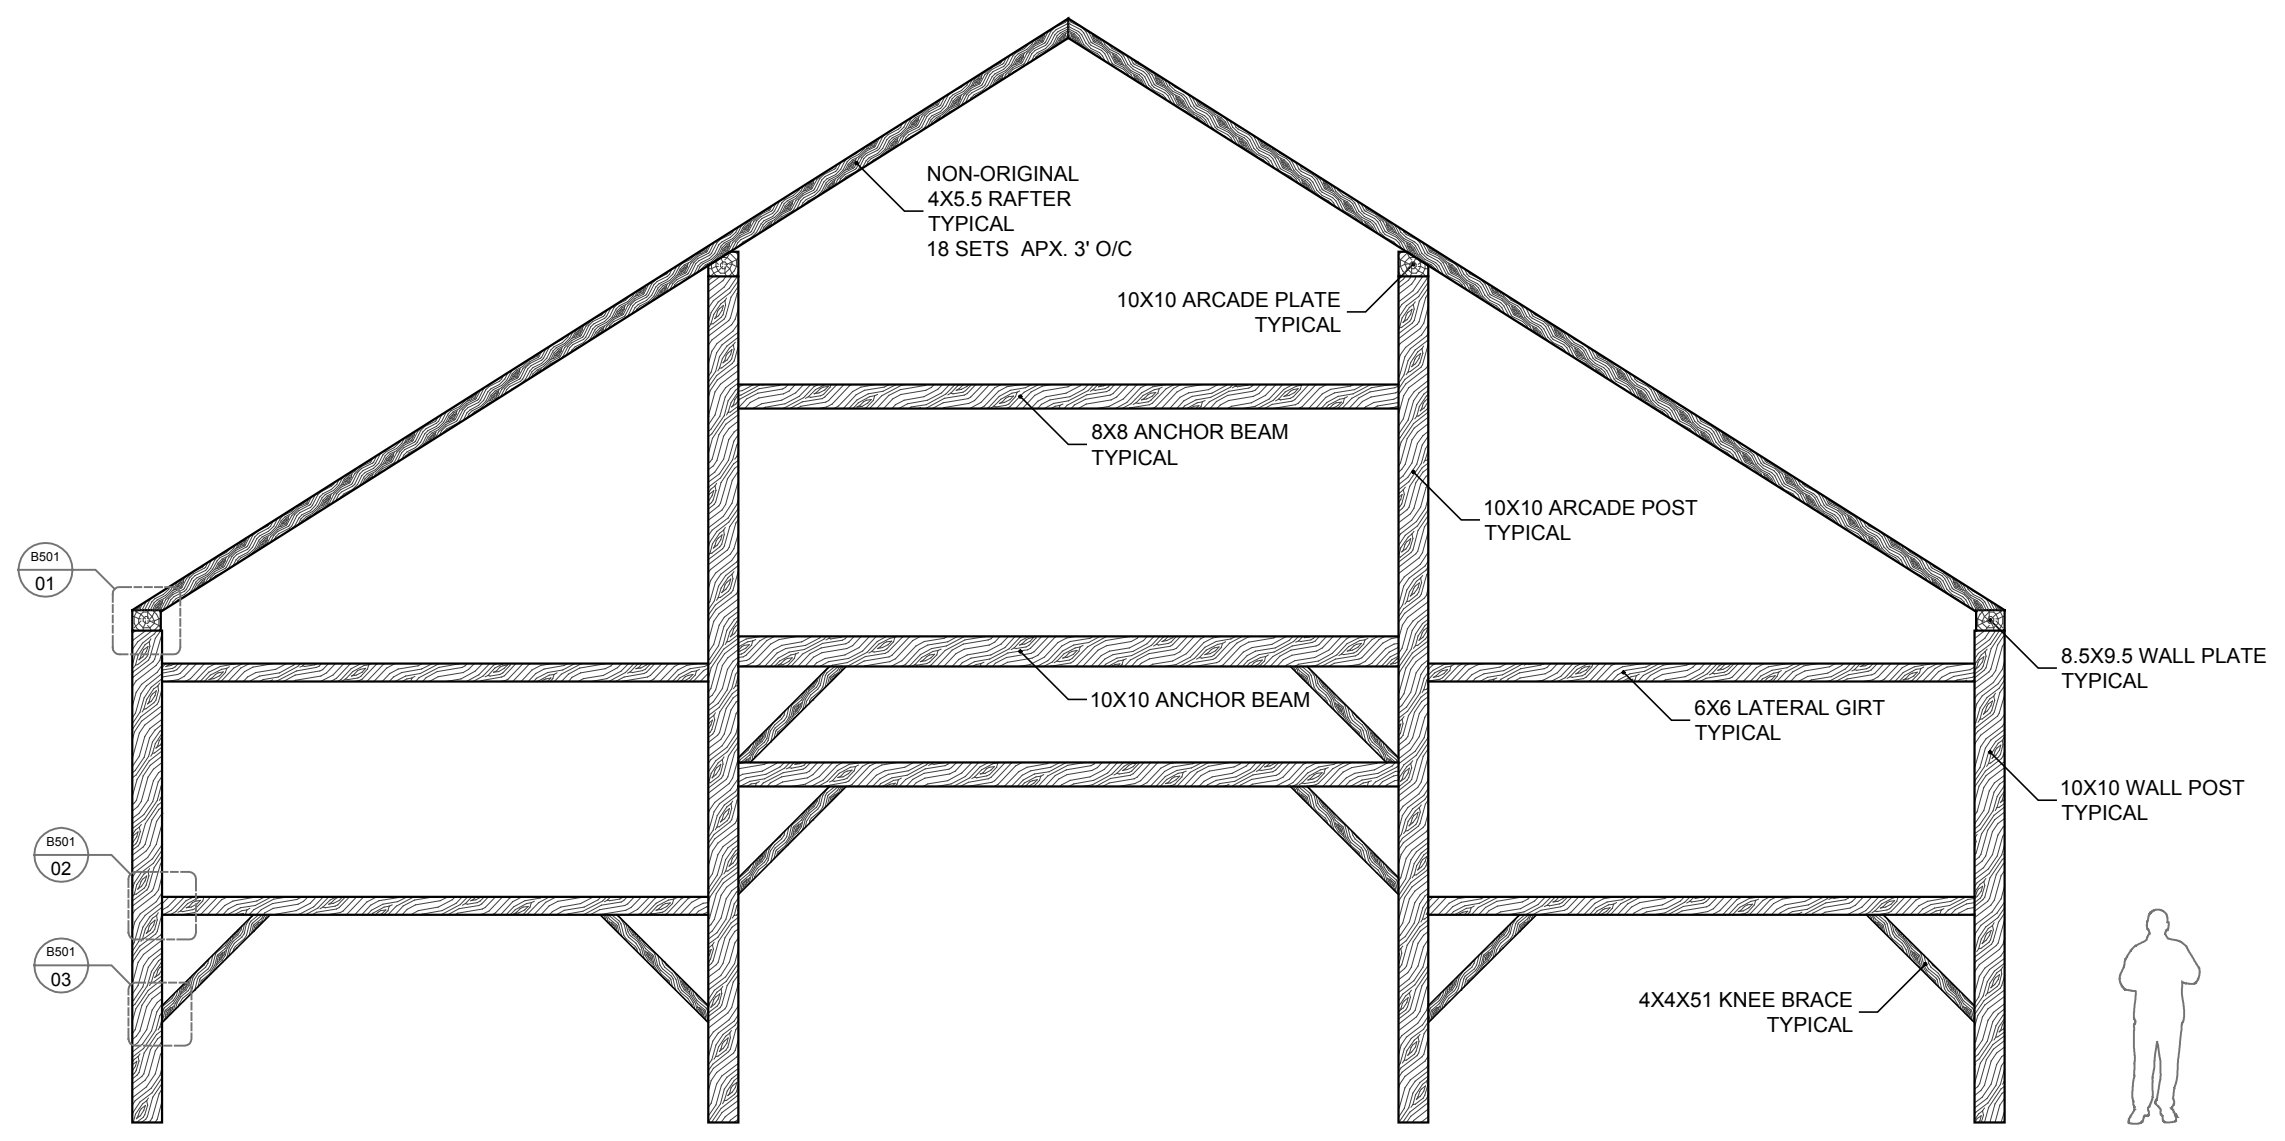 NON-ORIGINAL
4X5.5 RAFTER
TYPICAL
18 SETS  APX. 3' O/C
10X10 ARCADE PLATE
TYPICAL
8X8 ANCHOR BEAM
TYPICAL
10X10 ARCADE POST
TYPICAL
B501
01
8.5X9.5 WALL PLATE
TYPICAL
10X10 ANCHOR BEAM
6X6 LATERAL GIRT
TYPICAL
10X10 WALL POST
TYPICAL
B501
02
B501
03
4X4X51 KNEE BRACE
TYPICAL